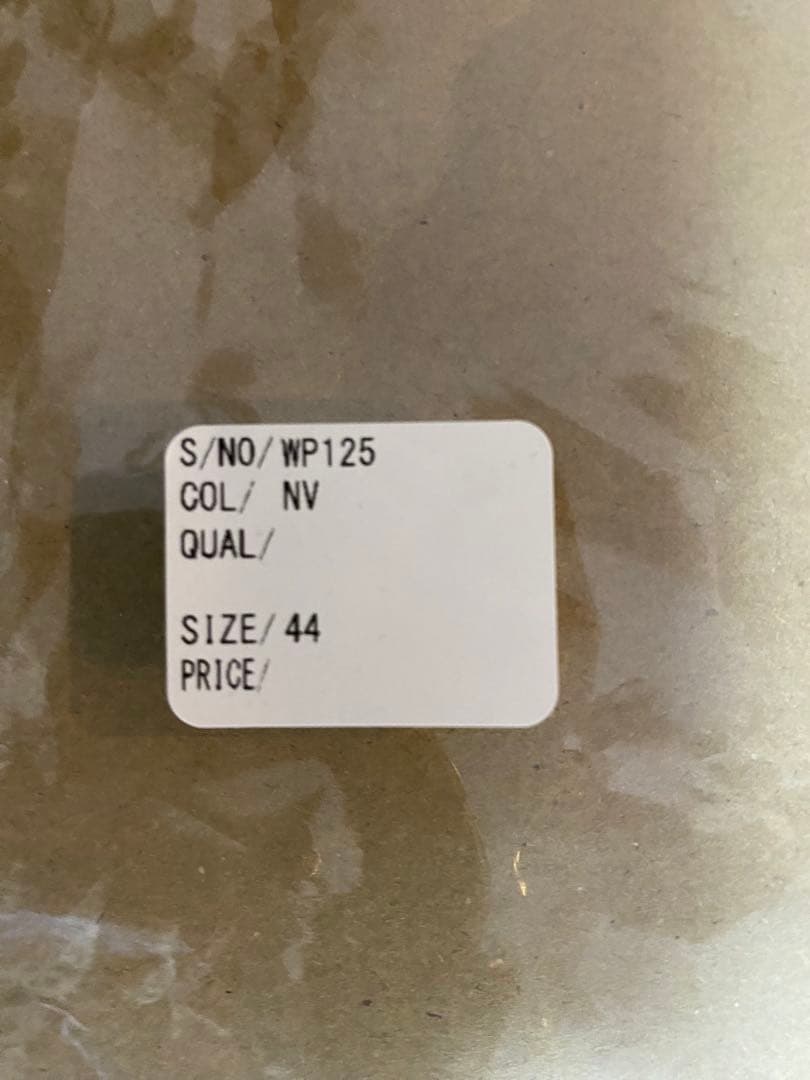 S/NO/ WP125
COL/ NV
QUAL/
SIZE/ 44
PRICE/